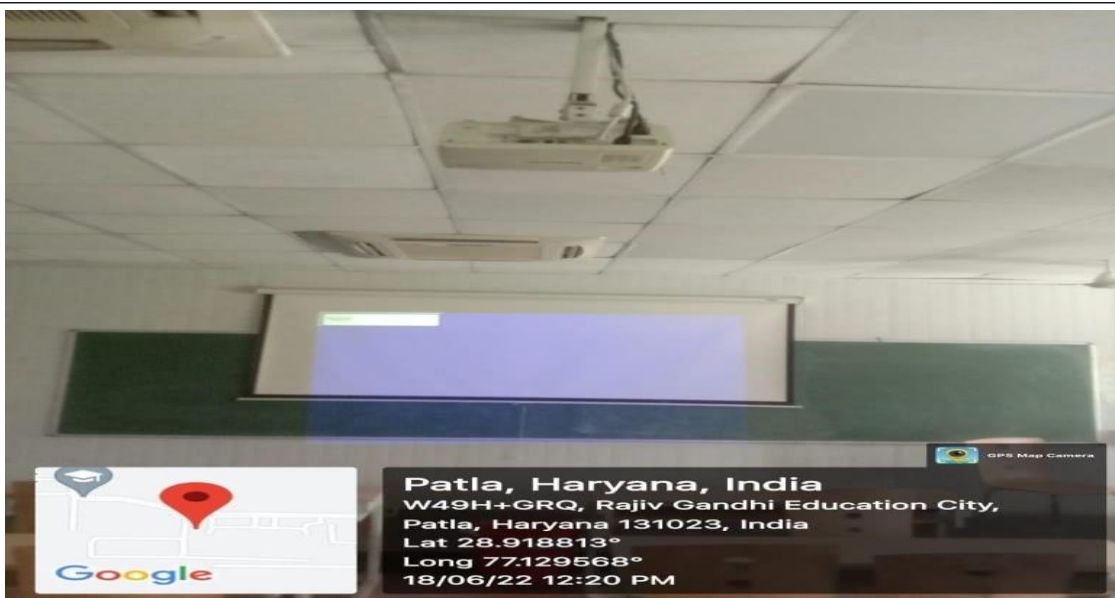 GPS Map Camera
Patla, Haryana, India
W49H+GRQ, Rajiv Gandhi Education City,
Patla, Haryana 131023, India
Lat 28.918813°
Long 77.129568°
18/06/22 12:20 PM
Google